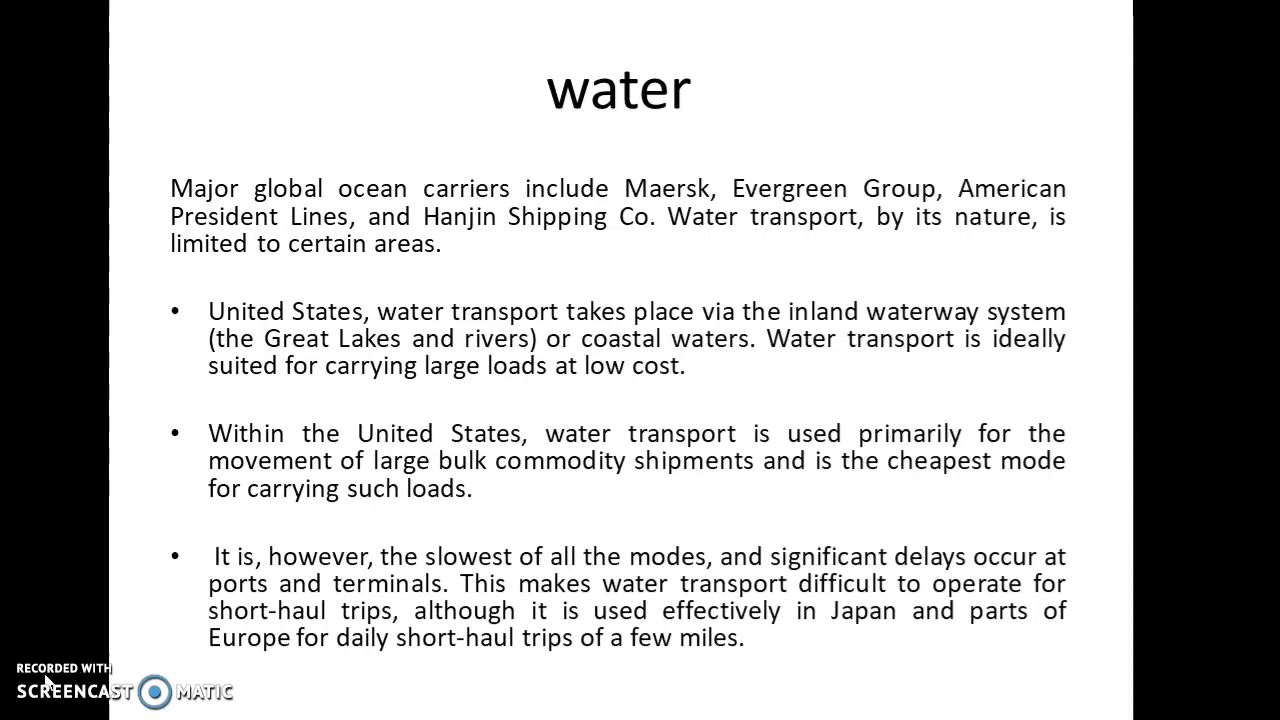 water
Major global ocean carriers include Maersk, Evergreen Group, American
President Lines, and Hanjin Shipping Co. Water transport, by its nature, is
limited to certain areas.
• United States, water transport takes place via the inland waterway system
(the Great Lakes and rivers) or coastal waters. Water transport is ideally
suited for carrying large loads at low cost.
• Within the United States, water transport is used primarily for the
movement of large bulk commodity shipments and is the cheapest mode
for carrying such loads.
• It is, however, the slowest of all the modes, and significant delays occur at
ports and terminals. This makes water transport difficult to operate for
short-haul trips, although it is used effectively in Japan and parts of
Europe for daily short-haul trips of a few miles.
RECORDED WITH
SCREENCAST MATIC